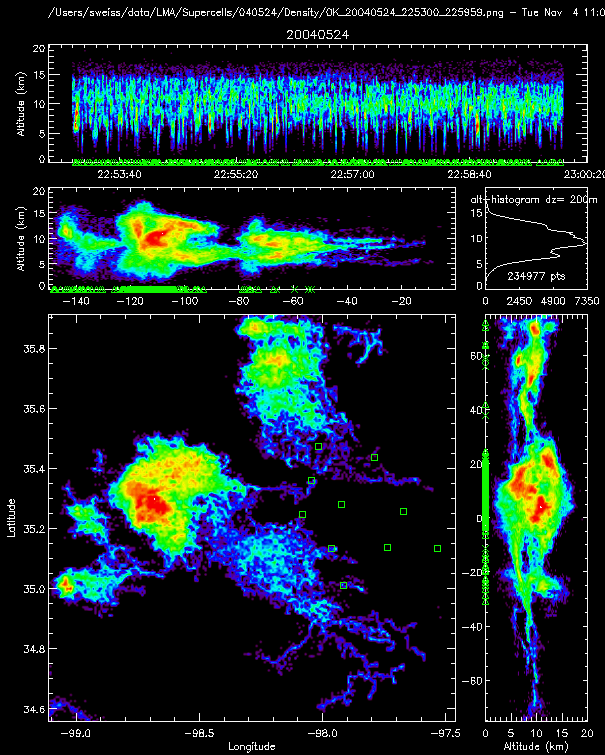 /Users/sweiss/data/LMA/Supercells/040524/Density/OK_20040524_225300_225959.png – Tue Nov 4 11:0
20040524
Altitude (km)
20
15
10
5
0
22:53:40 22:55:20 22:57:00 22:58:40 23:00:20
Altitude (km)
20
15
10
5
0
−140 −120 −100 −80 −60 −40 −20
alt−histogram dz= 200m
20
15
10
5
0
234977 pts
0 2450 4900 7350
Latitude
35.8
35.6
35.4
35.2
35.0
34.8
34.6
−99.0 −98.5 −98.0 −97.5
Longitude
60
40
20
0
−20
−40
−60
0 5 10 15 20
Altitude (km)